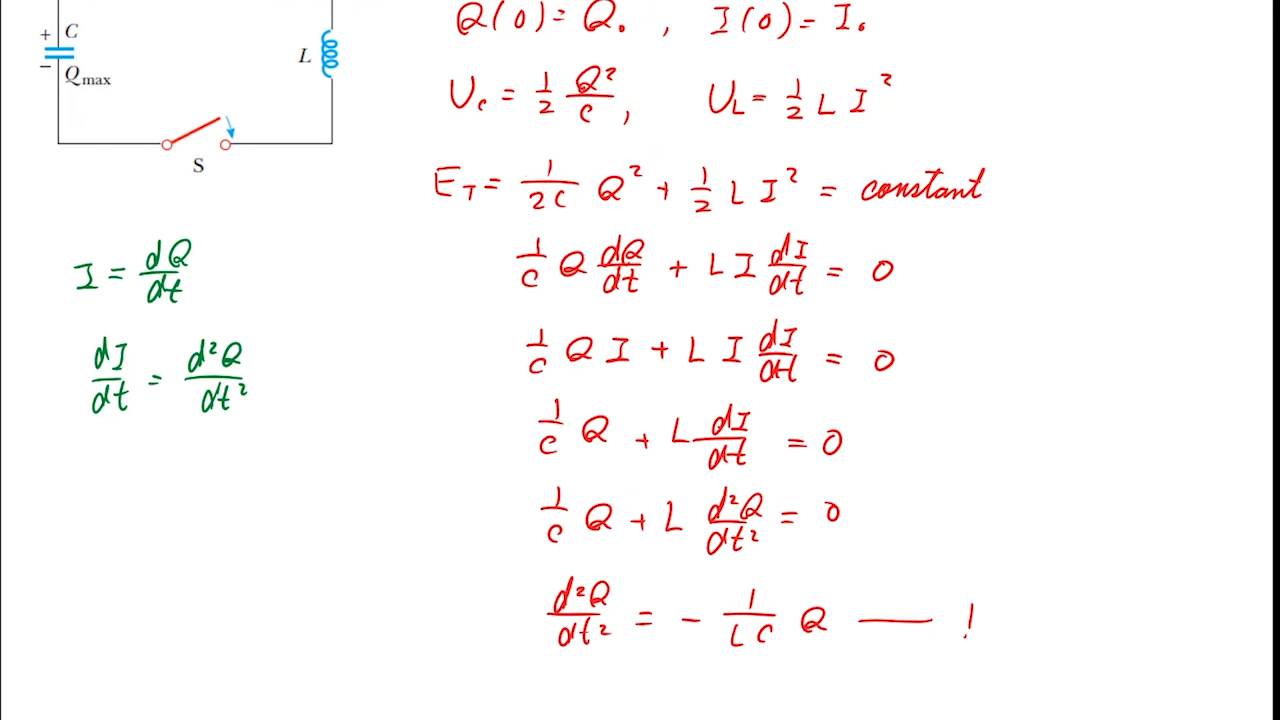 Q(0) = Q₀ , I(0) = I₀
+ C
− Qmax
L
S
U_C = 1/2 Q²/C , U_L = 1/2 L I²
E_T = 1/2C Q² + 1/2 L I² = constant
I = dQ/dt
1/C Q dQ/dt + L I dI/dt = 0
dI/dt = d²Q/dt²
1/C Q I + L I dI/dt = 0
1/C Q + L dI/dt = 0
1/C Q + L d²Q/dt² = 0
d²Q/dt² = − 1/LC Q — !